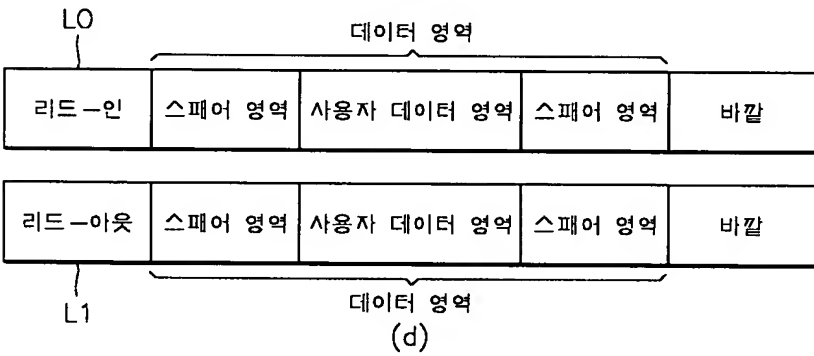 L0
데이터 영역
리드-인 스패어 영역 사용자 데이터 영역 스패어 영역 바깥
리드-아웃 스패어 영역 사용자 데이터 영역 스패어 영역 바깥
L1
데이터 영역
(d)